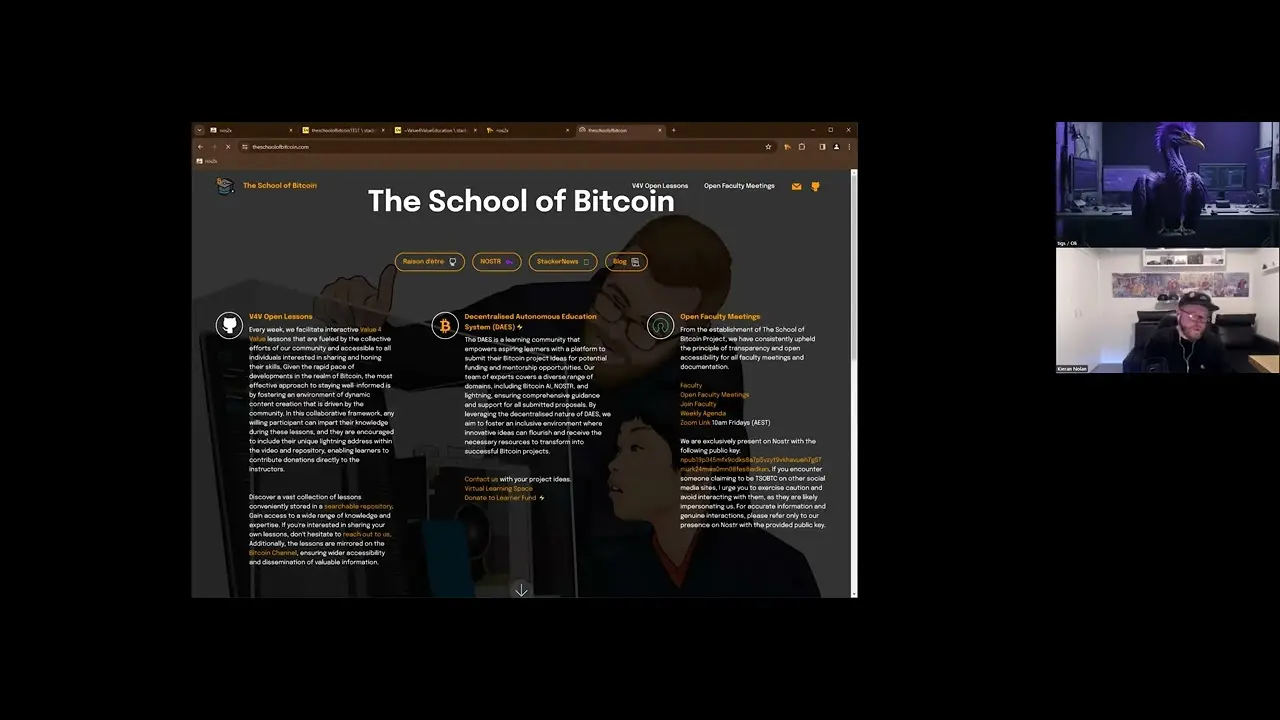 nos2x
theschoolofbitcoinTEST \ stack
~Value4ValueEducation \ stack
nos2x
theschoolofbitcoin
theschoolofbitcoin.com
nos2x
The School of Bitcoin
V4V Open Lessons
Open Faculty Meetings
The School of Bitcoin
Raison d'être
NOSTR
StackerNews
Blog
V4V Open Lessons
Every week, we facilitate interactive Value 4
Value lessons that are fueled by the collective
efforts of our community and accessible to all
individuals interested in sharing and honing
their skills. Given the rapid pace of
developments in the realm of Bitcoin, the most
effective approach to staying well-informed is
by fostering an environment of dynamic
content creation that is driven by the
community. In this collaborative framework, any
willing participant can impart their knowledge
during these lessons, and they are encouraged
to include their unique lightning address within
the video and repository, enabling learners to
contribute donations directly to the
instructors.
Discover a vast collection of lessons
conveniently stored in a searchable repository.
Gain access to a wide range of knowledge and
expertise. If you're interested in sharing your
own lessons, don't hesitate to reach out to us.
Additionally, the lessons are mirrored on the
Bitcoin Channel, ensuring wider accessibility
and dissemination of valuable information.
Decentralised Autonomous Education
System (DAES)
The DAES is a learning community that
empowers aspiring learners with a platform to
submit their Bitcoin project ideas for potential
funding and mentorship opportunities. Our
team of experts covers a diverse range of
domains, including Bitcoin AI, NOSTR, and
lightning, ensuring comprehensive guidance
and support for all submitted proposals. By
leveraging the decentralised nature of DAES, we
aim to foster an inclusive environment where
innovative ideas can flourish and receive the
necessary resources to transform into
successful Bitcoin projects.
Contact us with your project ideas.
Virtual Learning Space
Donate to Learner Fund
Open Faculty Meetings
From the establishment of The School of
Bitcoin Project, we have consistently upheld
the principle of transparency and open
accessibility for all faculty meetings and
documentation.
Faculty
Open Faculty Meetings
Join Faculty
Weekly Agenda
Zoom Link 10am Fridays (AEST)
We are exclusively present on Nostr with the
following public key:
If you encounter
someone claiming to be TSOBTC on other social
media sites, I urge you to exercise caution and
avoid interacting with them, as they are likely
impersonating us. For accurate information and
genuine interactions, please refer only to our
presence on Nostr with the provided public key.
Kieran Nolan